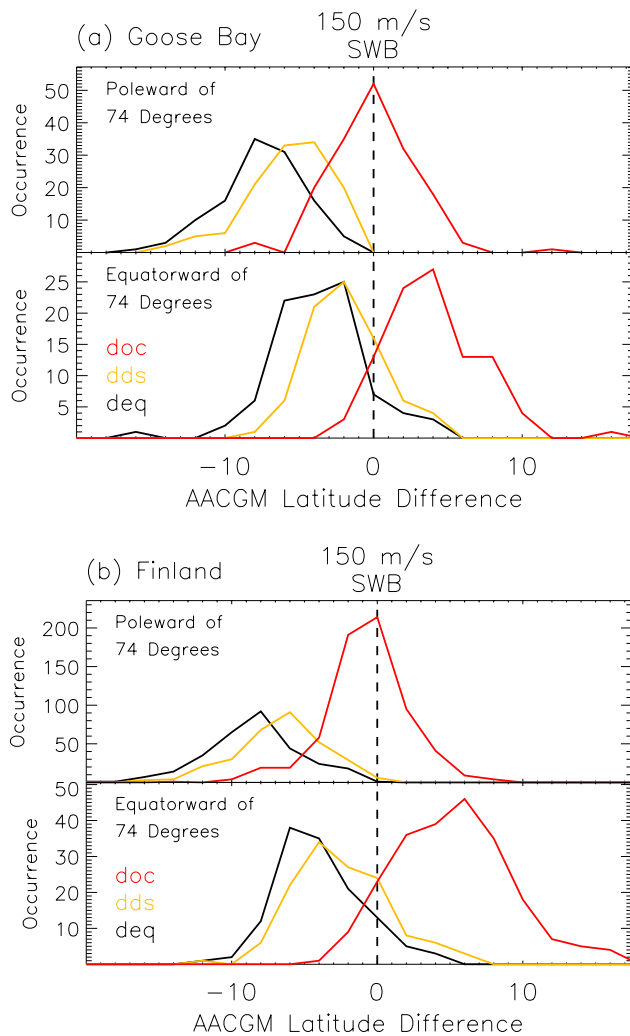 (a) Goose Bay
150 m/s
SWB
Poleward of
74 Degrees
50
40
30
20
10
Occurrence
Equatorward of
74 Degrees
doc
dds
deq
25
20
15
10
5
Occurrence
−10 0 10
AACGM Latitude Difference
(b) Finland
150 m/s
SWB
Poleward of
74 Degrees
200
150
100
50
Occurrence
Equatorward of
74 Degrees
doc
dds
deq
50
40
30
20
10
Occurrence
−10 0 10
AACGM Latitude Difference